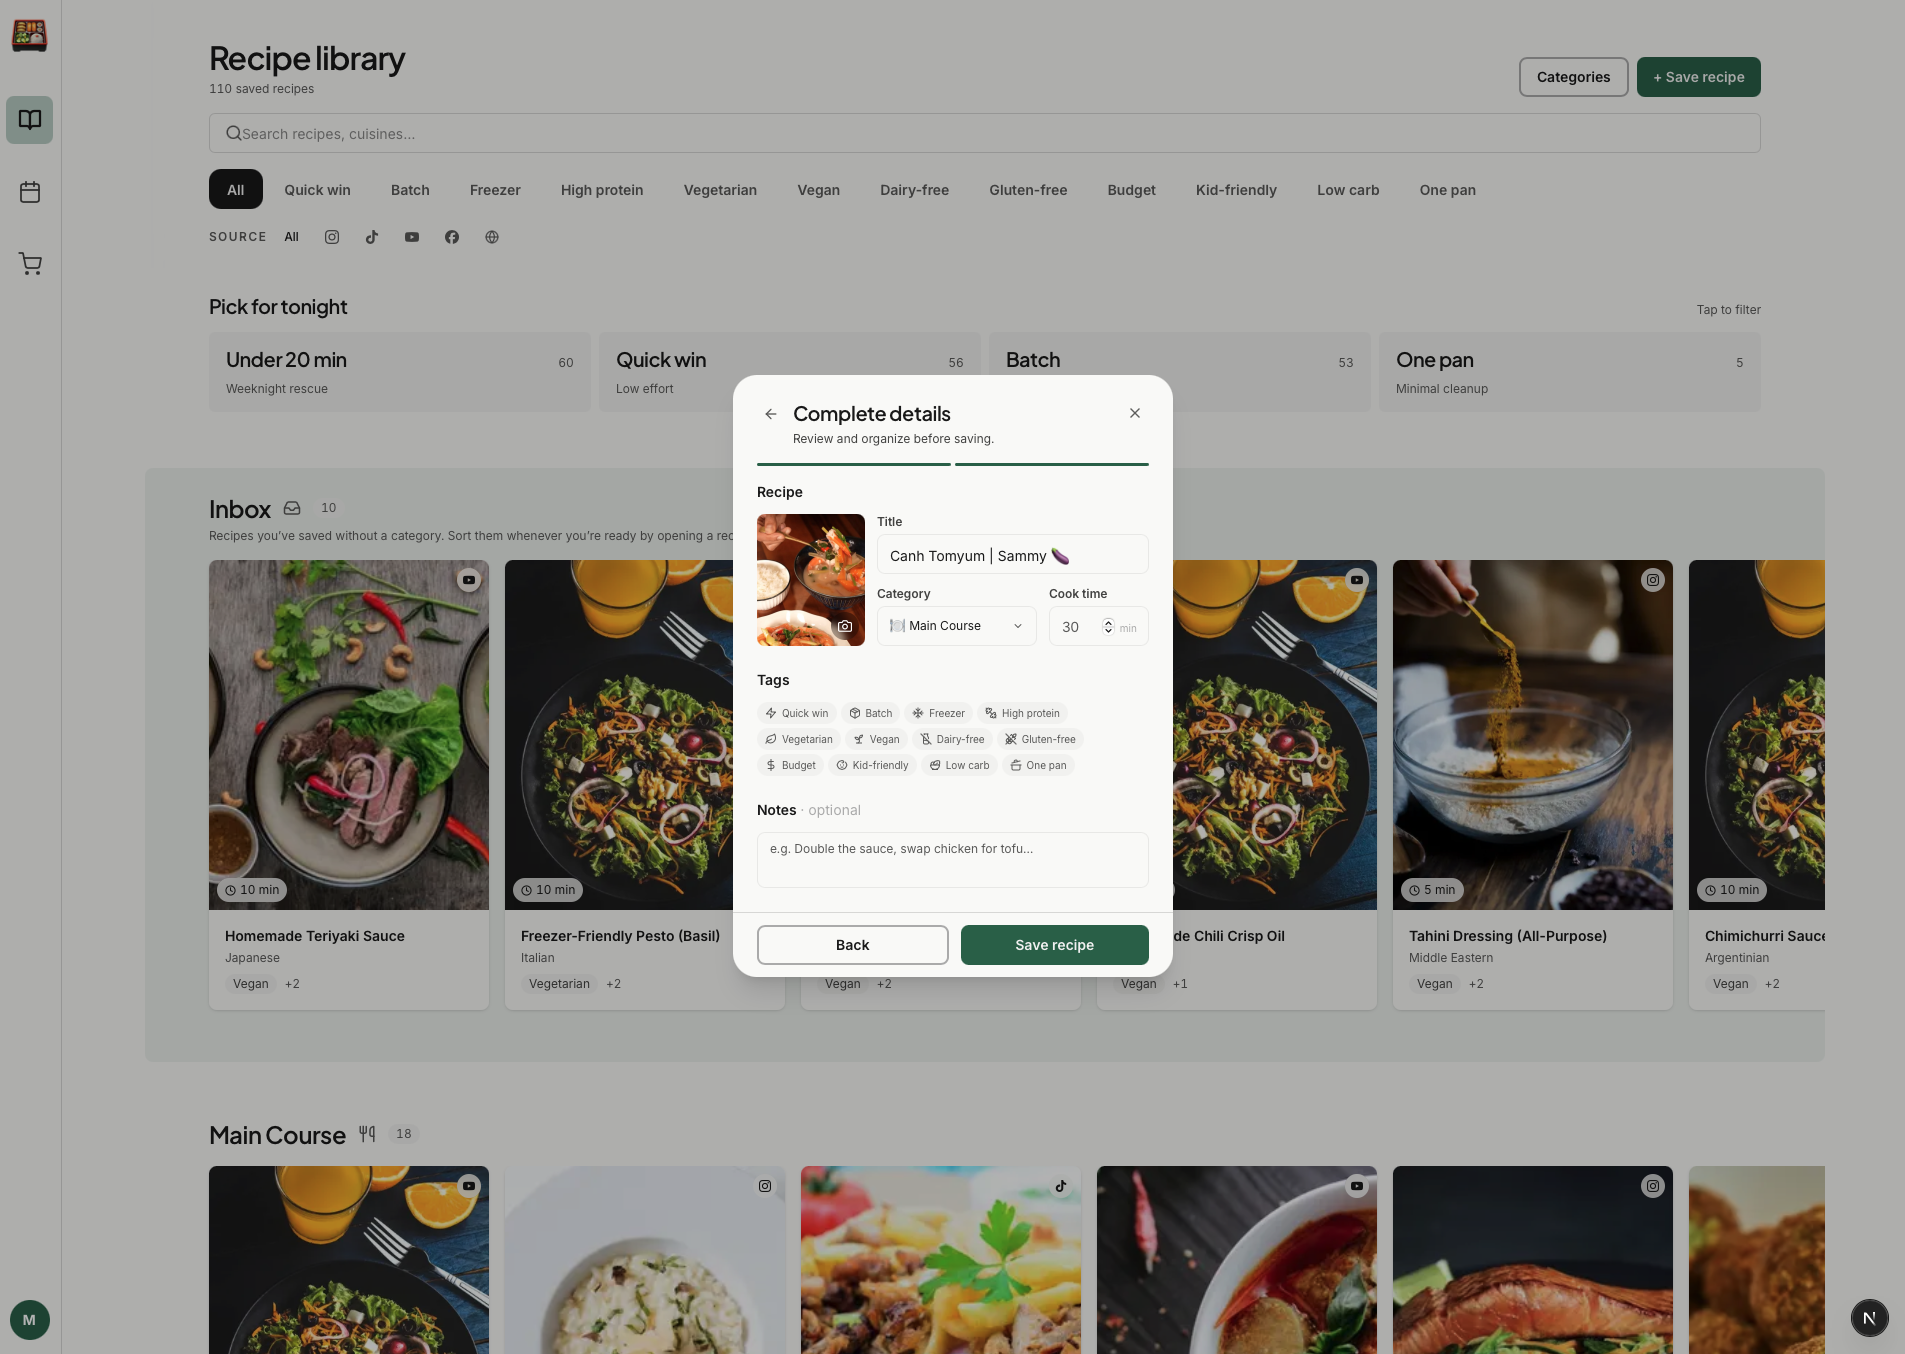 Recipe library
110 saved recipes
Categories
+ Save recipe
Search recipes, cuisines...
All Quick win Batch Freezer High protein Vegetarian Vegan Dairy-free Gluten-free Budget Kid-friendly Low carb One pan
SOURCE All
Pick for tonight
Tap to filter
Under 20 min 60
Weeknight rescue
Quick win 56
Low effort
Batch 53
One pan 5
Minimal cleanup
Complete details
Review and organize before saving.
Recipe
Title
Canh Tomyum | Sammy 🍆
Category
🍽️ Main Course
Cook time
30 min
Tags
Quick win Batch Freezer High protein
Vegetarian Vegan Dairy-free Gluten-free
Budget Kid-friendly Low carb One pan
Notes · optional
e.g. Double the sauce, swap chicken for tofu...
Back
Save recipe
Inbox 10
Recipes you've saved without a category. Sort them whenever you're ready by opening a rec
10 min
Homemade Teriyaki Sauce
Japanese
Vegan +2
10 min
Freezer-Friendly Pesto (Basil)
Italian
Vegetarian +2
Vegan +2
de Chili Crisp Oil
Vegan +1
5 min
Tahini Dressing (All-Purpose)
Middle Eastern
Vegan +2
10 min
Chimichurri Sauce
Argentinian
Vegan +2
Main Course 18
M
N